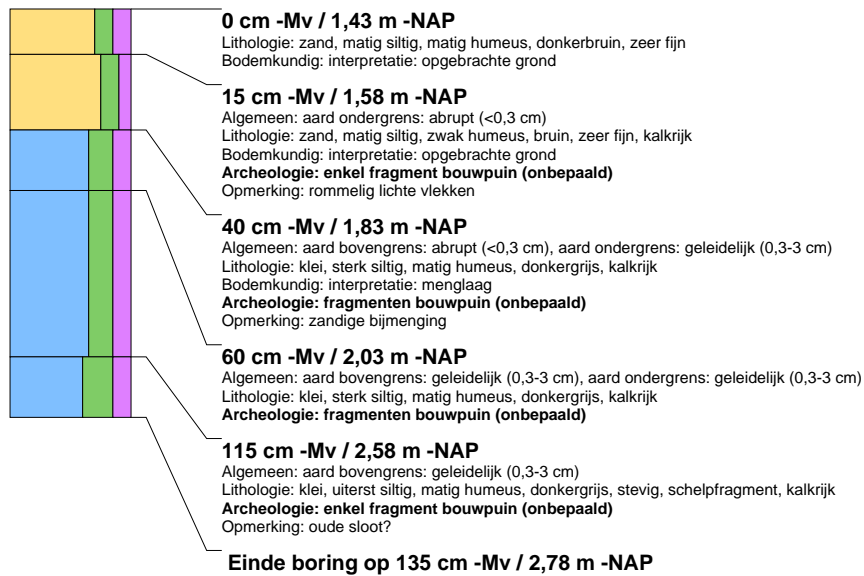 0 cm -Mv / 1,43 m -NAP
Lithologie: zand, matig siltig, matig humeus, donkerbruin, zeer fijn
Bodemkundig: interpretatie: opgebrachte grond
15 cm -Mv / 1,58 m -NAP
Algemeen: aard ondergrens: abrupt (<0,3 cm)
Lithologie: zand, matig siltig, zwak humeus, bruin, zeer fijn, kalkrijk
Bodemkundig: interpretatie: opgebrachte grond
Archeologie: enkel fragment bouwpuin (onbepaald)
Opmerking: rommelig lichte vlekken
40 cm -Mv / 1,83 m -NAP
Algemeen: aard bovengrens: abrupt (<0,3 cm), aard ondergrens: geleidelijk (0,3-3 cm)
Lithologie: klei, sterk siltig, matig humeus, donkergrijs, kalkrijk
Bodemkundig: interpretatie: menglaag
Archeologie: fragmenten bouwpuin (onbepaald)
Opmerking: zandige bijmenging
60 cm -Mv / 2,03 m -NAP
Algemeen: aard bovengrens: geleidelijk (0,3-3 cm), aard ondergrens: geleidelijk (0,3-3 cm)
Lithologie: klei, sterk siltig, matig humeus, donkergrijs, kalkrijk
Archeologie: fragmenten bouwpuin (onbepaald)
115 cm -Mv / 2,58 m -NAP
Algemeen: aard bovengrens: geleidelijk (0,3-3 cm)
Lithologie: klei, uiterst siltig, matig humeus, donkergrijs, stevig, schelpfragment, kalkrijk
Archeologie: enkel fragment bouwpuin (onbepaald)
Opmerking: oude sloot?
Einde boring op 135 cm -Mv / 2,78 m -NAP